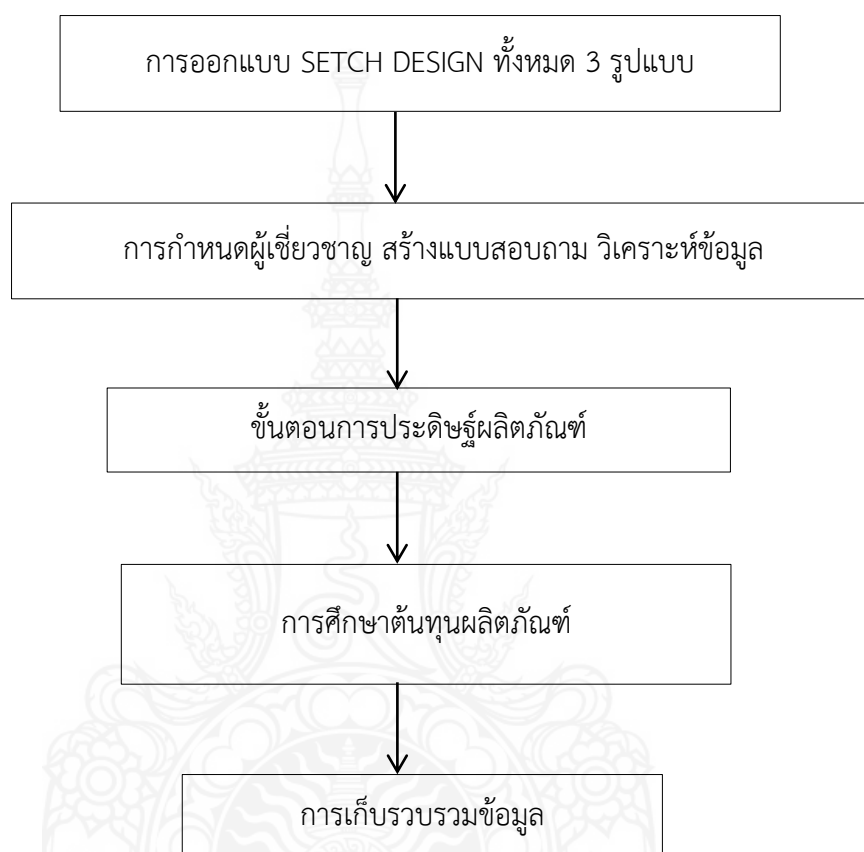 การออกแบบ SETCH DESIGN ทั้งหมด 3 รูปแบบ
การกำหนดผู้เชี่ยวชาญ สร้างแบบสอบถาม วิเคราะห์ข้อมูล
ขั้นตอนการประดิษฐ์ผลิตภัณฑ์
การศึกษาต้นทุนผลิตภัณฑ์
การเก็บรวบรวมข้อมูล